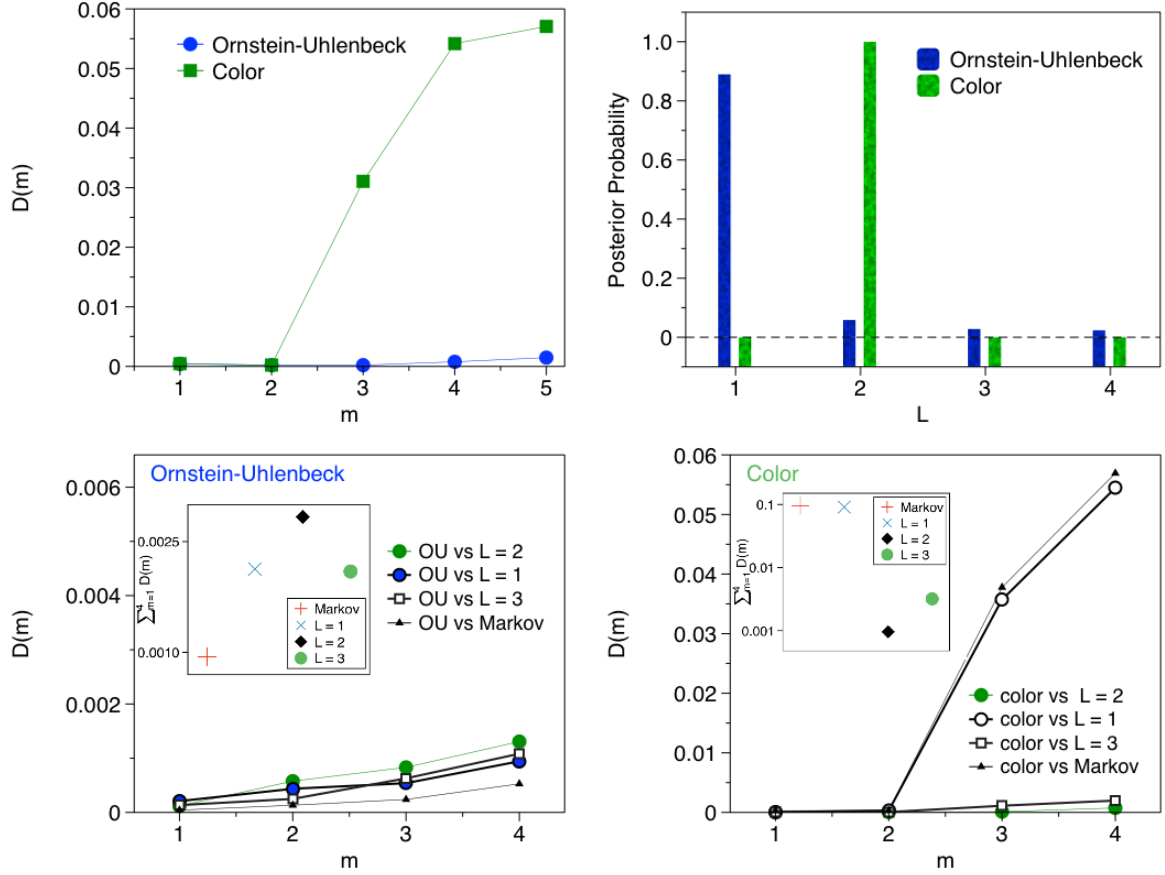 0.06
0.05
0.04
0.03
0.02
0.01
0
D(m)
1 2 3 4 5
m
Ornstein-Uhlenbeck
Color
1.0
0.8
0.6
0.4
0.2
0
Posterior Probability
1 2 3 4
L
Ornstein-Uhlenbeck
Color
Ornstein-Uhlenbeck
0.006
0.004
0.002
0
D(m)
1 2 3 4
m
0.0025
0.0010
∑⁴ₘ₌₁ D(m)
Markov
L = 1
L = 2
L = 3
OU vs L = 2
OU vs L = 1
OU vs L = 3
OU vs Markov
Color
0.06
0.05
0.04
0.03
0.02
0.01
0
D(m)
1 2 3 4
m
0.1
0.01
0.001
∑⁴ₘ₌₁ D(m)
Markov
L = 1
L = 2
L = 3
color vs L = 2
color vs L = 1
color vs L = 3
color vs Markov